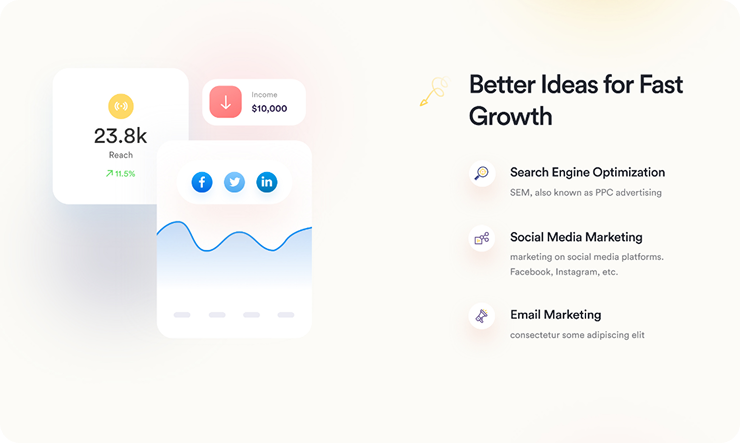 23.8k
Reach
11.5%
Income
$10,000
f
in
Better Ideas for Fast
Growth
Search Engine Optimization
SEM, also known as PPC advertising
Social Media Marketing
marketing on social media platforms.
Facebook, Instagram, etc.
Email Marketing
consectetur some adipiscing elit